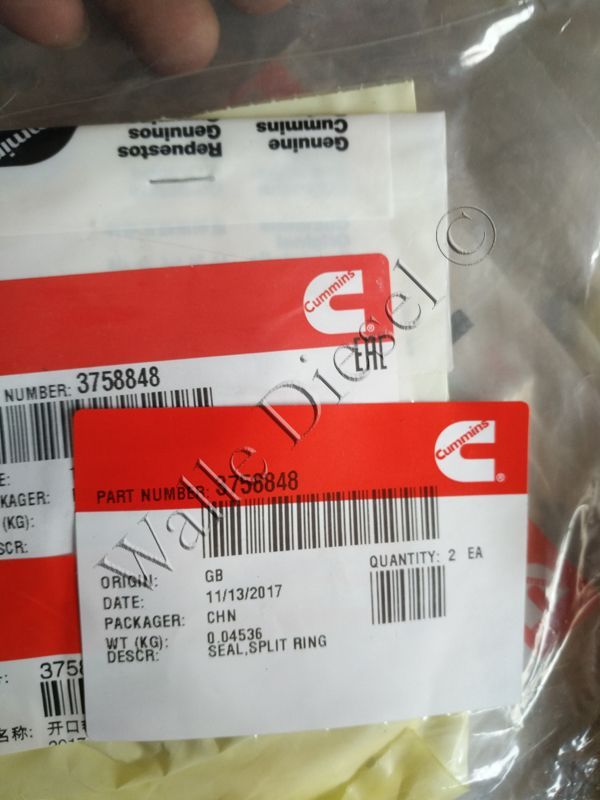 Genuine
Cummins
Repuestos
Genuinos
Cummins
EAC
NUMBER: 3758848
(KG):
Cummins
PART NUMBER: 3758848
QUANTITY: 2 EA
ORIGIN: GB
DATE: 11/13/2017
PACKAGER: CHN
WT (KG): 0.04536
DESCR: SEAL,SPLIT RING
3758
名称: 开口
Walle Diesel ©